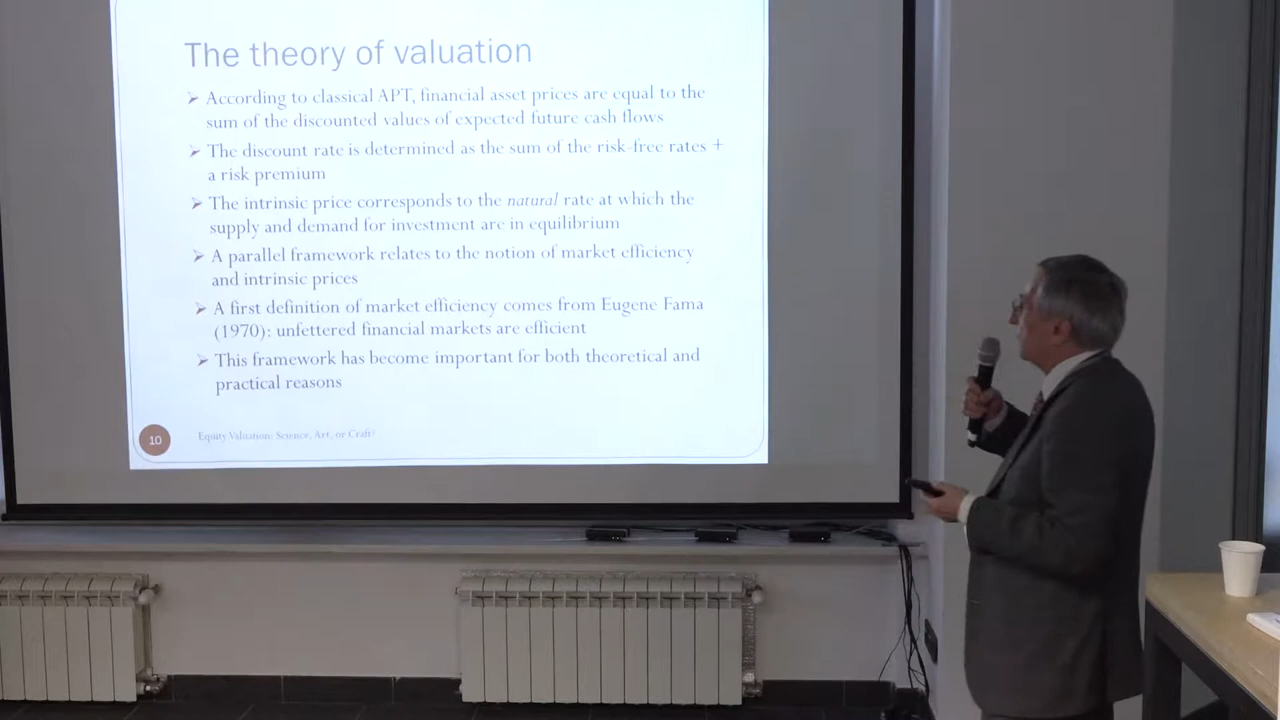 The theory of valuation
➢ According to classical APT, financial asset prices are equal to the
sum of the discounted values of expected future cash flows
➢ The discount rate is determined as the sum of the risk-free rates +
a risk premium
➢ The intrinsic price corresponds to the natural rate at which the
supply and demand for investment are in equilibrium
➢ A parallel framework relates to the notion of market efficiency
and intrinsic prices
➢ A first definition of market efficiency comes from Eugene Fama
(1970): unfettered financial markets are efficient
➢ This framework has become important for both theoretical and
practical reasons
10
Equity Valuation: Science, Art, or Craft?